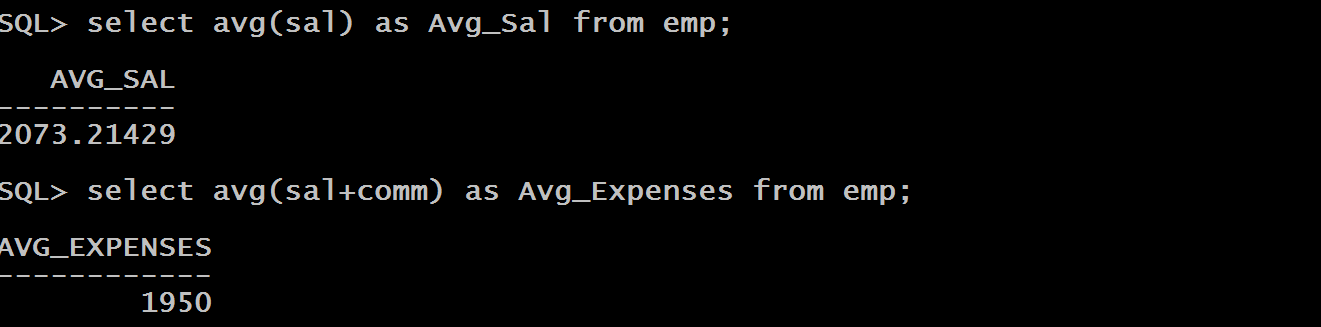 SQL> select avg(sal) as Avg_Sal from emp;
AVG_SAL
----------
2073.21429
SQL> select avg(sal+comm) as Avg_Expenses from emp;
AVG_EXPENSES
------------
1950